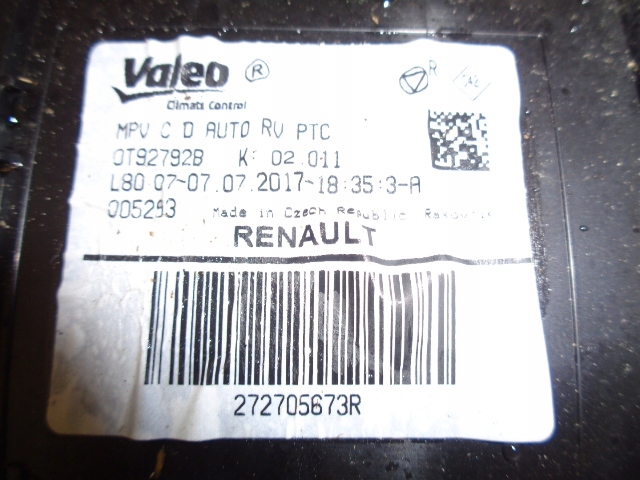 Valeo ®
Climate Control
R
MPV C D AUTO RV PTC
0T92792B K: 02.011
L80 07-07.07.2017-18:35:3-A
005293 Made in Czech Republic Rakovník
RENAULT
272705673R